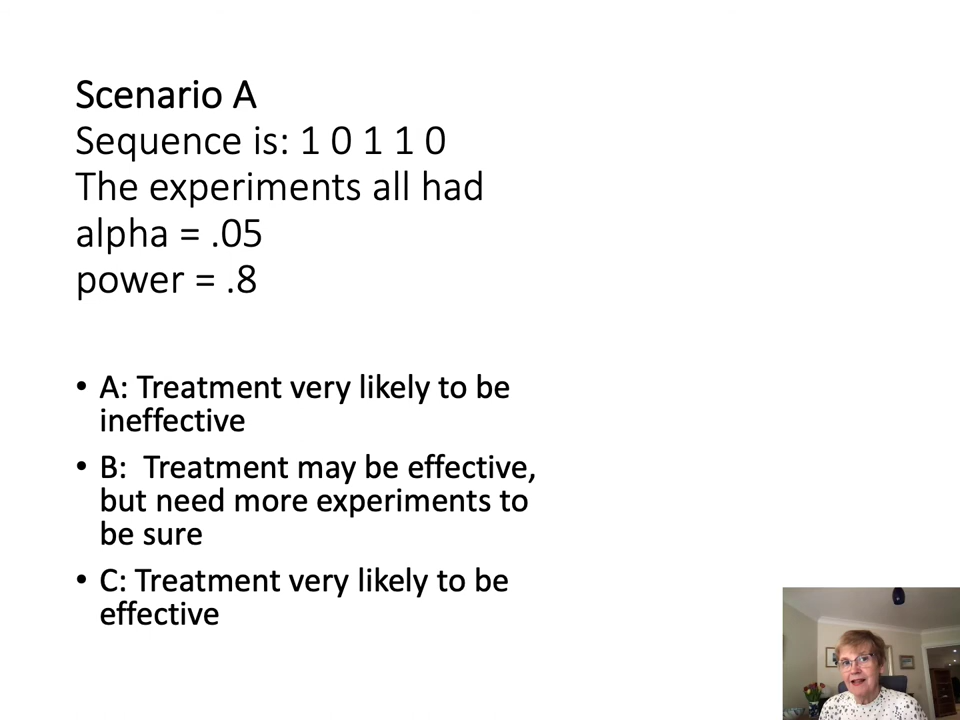 Scenario A
Sequence is: 1 0 1 1 0
The experiments all had
alpha = .05
power = .8
• A: Treatment very likely to be
ineffective
• B:  Treatment may be effective,
but need more experiments to
be sure
• C: Treatment very likely to be
effective